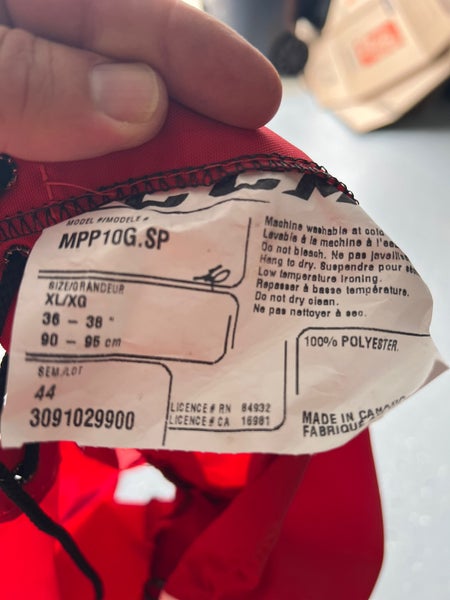 CCM
MODEL #/MODELE #
MPP10G.SP
SIZE/GRANDEUR
XL/XG
36 - 38 "
90 - 95 cm
SEM./LOT
44
3091029900
LICENCE # RN 84932
LICENCE # CA 16981
Machine washable at cold
Lavable à la machine à l'eau
Do not bleach. Ne pas javelliser
Hang to dry. Suspendre pour
Low temperature ironing.
Repasser à basse température.
Do not dry clean.
Ne pas nettoyer à sec.
100% POLYESTER.
MADE IN CANADA
FABRIQUÉ